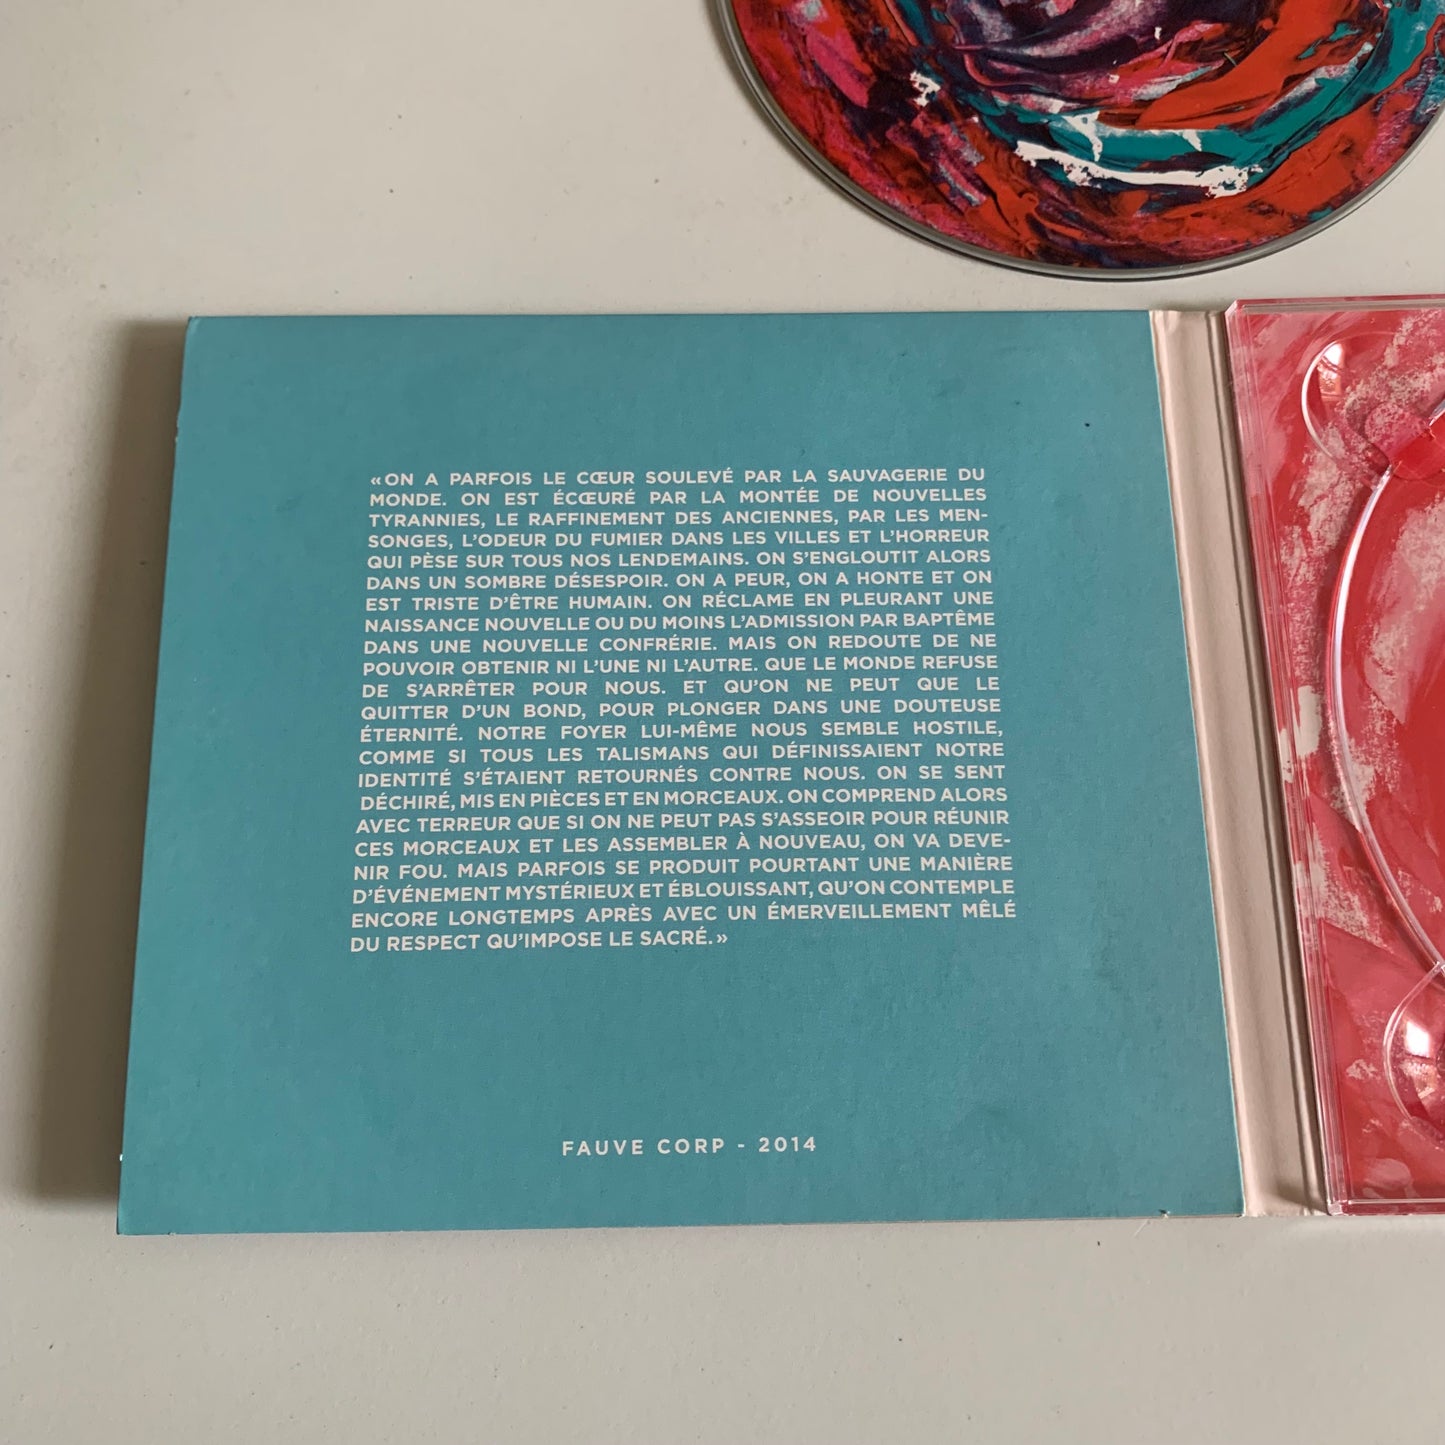 «ON A PARFOIS LE CŒUR SOULEVÉ PAR LA SAUVAGERIE DU
MONDE. ON EST ÉCŒURÉ PAR LA MONTÉE DE NOUVELLES
TYRANNIES, LE RAFFINEMENT DES ANCIENNES, PAR LES MEN-
SONGES, L'ODEUR DU FUMIER DANS LES VILLES ET L'HORREUR
QUI PÈSE SUR TOUS NOS LENDEMAINS. ON S'ENGLOUTIT ALORS
DANS UN SOMBRE DÉSESPOIR. ON A PEUR, ON A HONTE ET ON
EST TRISTE D'ÊTRE HUMAIN. ON RÉCLAME EN PLEURANT UNE
NAISSANCE NOUVELLE OU DU MOINS L'ADMISSION PAR BAPTÊME
DANS UNE NOUVELLE CONFRÉRIE. MAIS ON REDOUTE DE NE
POUVOIR OBTENIR NI L'UNE NI L'AUTRE. QUE LE MONDE REFUSE
DE S'ARRÊTER POUR NOUS. ET QU'ON NE PEUT QUE LE
QUITTER D'UN BOND, POUR PLONGER DANS UNE DOUTEUSE
ÉTERNITÉ. NOTRE FOYER LUI-MÊME NOUS SEMBLE HOSTILE,
COMME SI TOUS LES TALISMANS QUI DÉFINISSAIENT NOTRE
IDENTITÉ S'ÉTAIENT RETOURNÉS CONTRE NOUS. ON SE SENT
DÉCHIRÉ, MIS EN PIÈCES ET EN MORCEAUX. ON COMPREND ALORS
AVEC TERREUR QUE SI ON NE PEUT PAS S'ASSEOIR POUR RÉUNIR
CES MORCEAUX ET LES ASSEMBLER À NOUVEAU, ON VA DEVE-
NIR FOU. MAIS PARFOIS SE PRODUIT POURTANT UNE MANIÈRE
D'ÉVÉNEMENT MYSTÉRIEUX ET ÉBLOUISSANT, QU'ON CONTEMPLE
ENCORE LONGTEMPS APRÈS AVEC UN ÉMERVEILLEMENT MÊLÉ
DU RESPECT QU'IMPOSE LE SACRÉ.»
FAUVE CORP - 2014